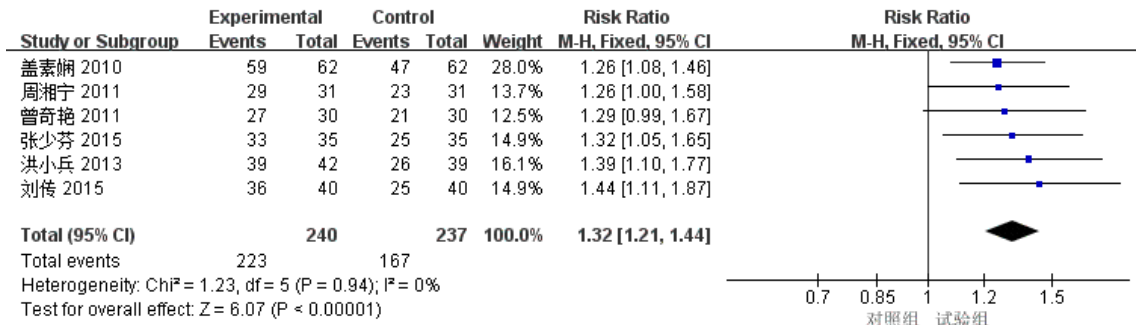 Experimental Control Risk Ratio Risk Ratio
Study or Subgroup Events Total Events Total Weight M-H, Fixed, 95% CI M-H, Fixed, 95% CI
盖素娴 2010 59 62 47 62 28.0% 1.26 [1.08, 1.46]
周湘宁 2011 29 31 23 31 13.7% 1.26 [1.00, 1.58]
曾奇艳 2011 27 30 21 30 12.5% 1.29 [0.99, 1.67]
张少芬 2015 33 35 25 35 14.9% 1.32 [1.05, 1.65]
洪小兵 2013 39 42 26 39 16.1% 1.39 [1.10, 1.77]
刘传 2015 36 40 25 40 14.9% 1.44 [1.11, 1.87]
Total (95% CI) 240 237 100.0% 1.32 [1.21, 1.44]
Total events 223 167
Heterogeneity: Chi² = 1.23, df = 5 (P = 0.94); I² = 0%
Test for overall effect: Z = 6.07 (P < 0.00001)
0.7 0.85 1 1.2 1.5
对照组 试验组